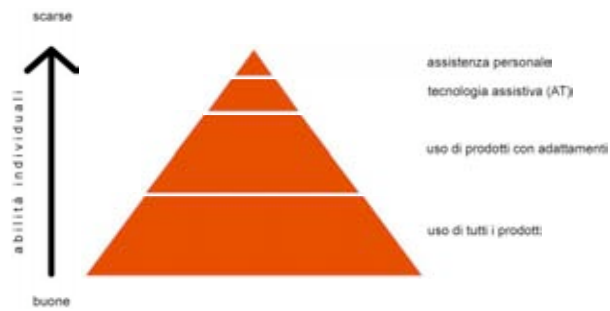 scarse
abilità individuali
assistenza personale
tecnologia assistiva (AT)
uso di prodotti con adattamenti
uso di tutti i prodotti
buone